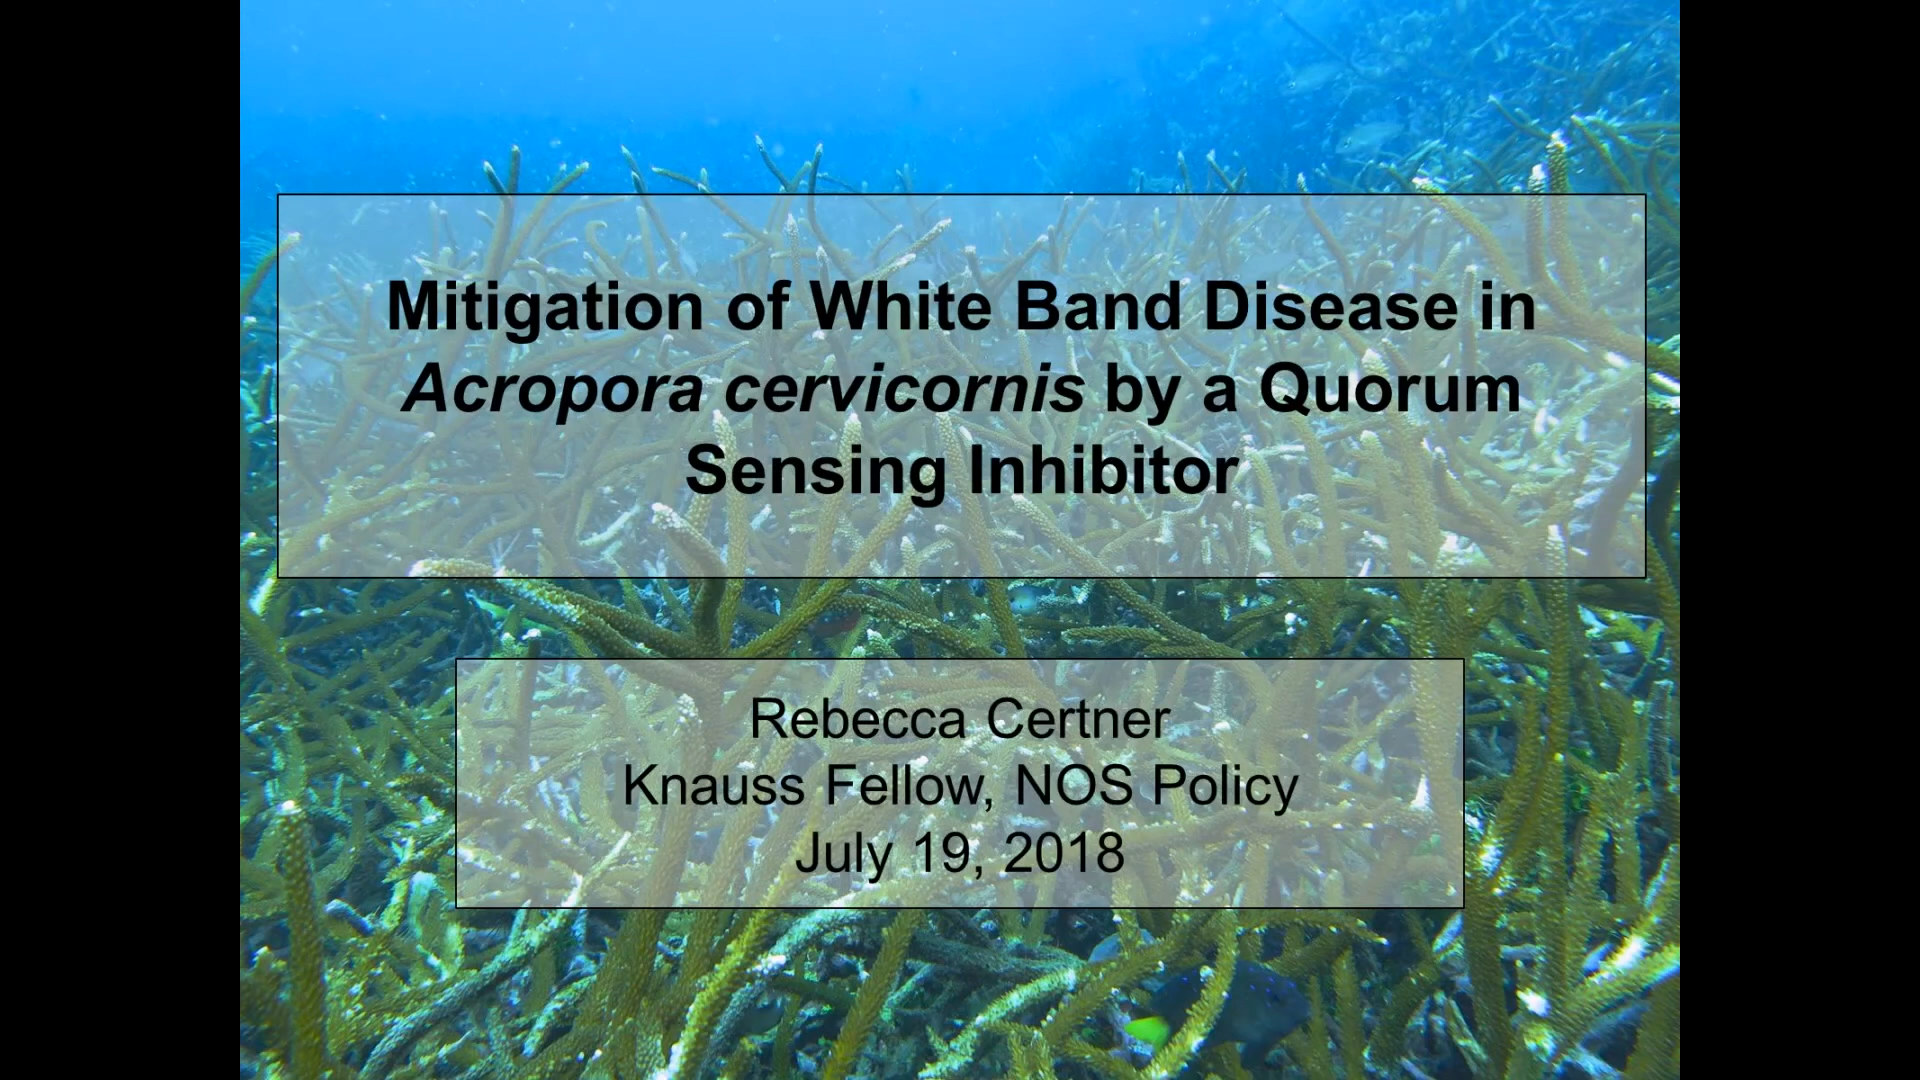 Mitigation of White Band Disease in
Acropora cervicornis by a Quorum
Sensing Inhibitor
Rebecca Certner
Knauss Fellow, NOS Policy
July 19, 2018